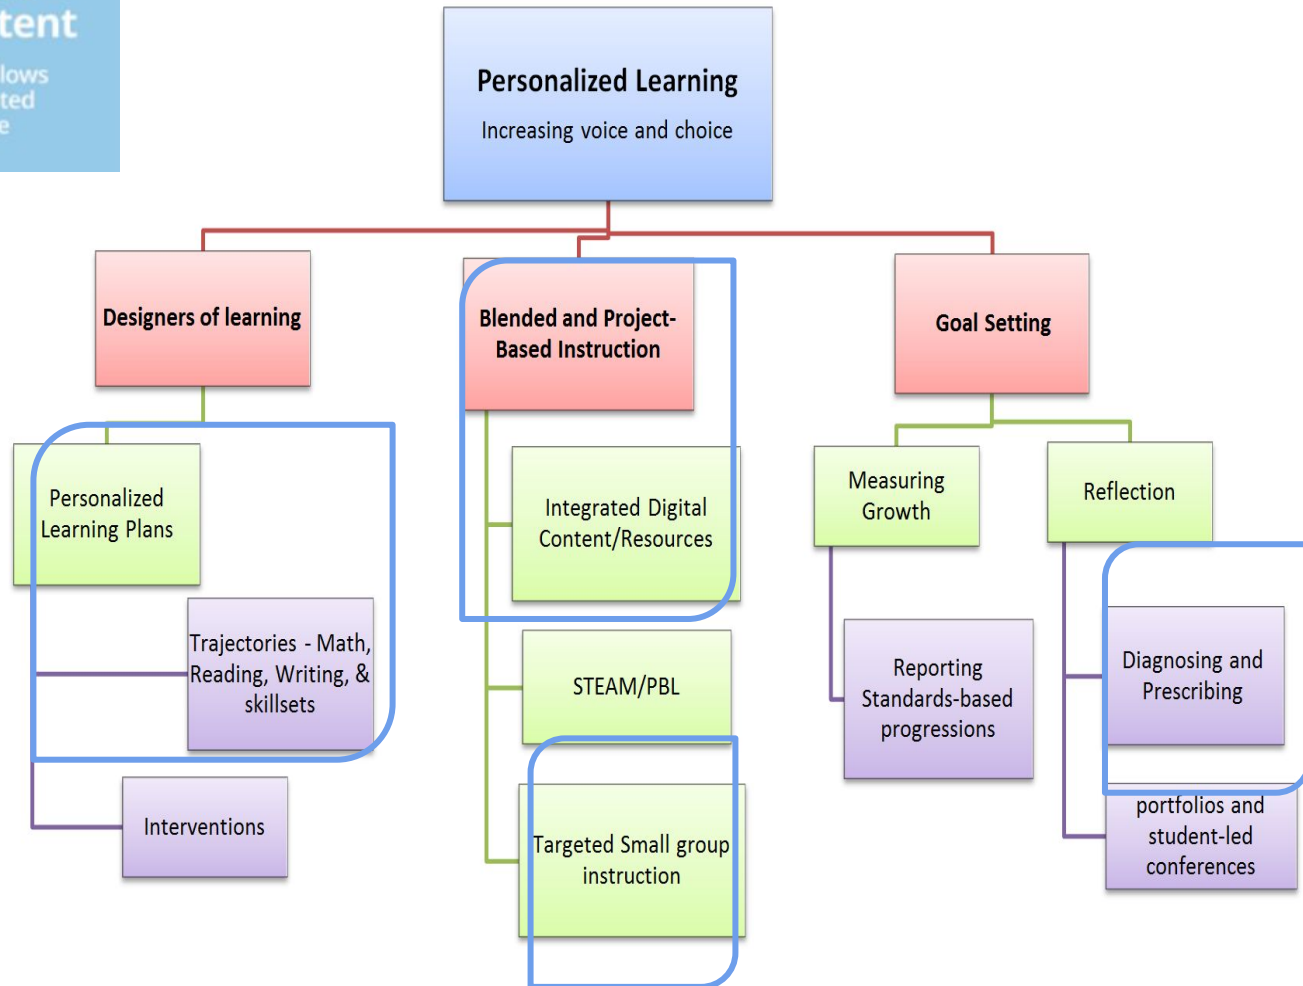 tent
lows
ted
e
Personalized Learning
Increasing voice and choice
Designers of learning
Blended and Project-
Based Instruction
Goal Setting
Personalized
Learning Plans
Trajectories - Math,
Reading, Writing, &
skillsets
Interventions
Integrated Digital
Content/Resources
STEAM/PBL
Targeted Small group
instruction
Measuring
Growth
Reporting
Standards-based
progressions
Reflection
Diagnosing and
Prescribing
portfolios and
student-led
conferences